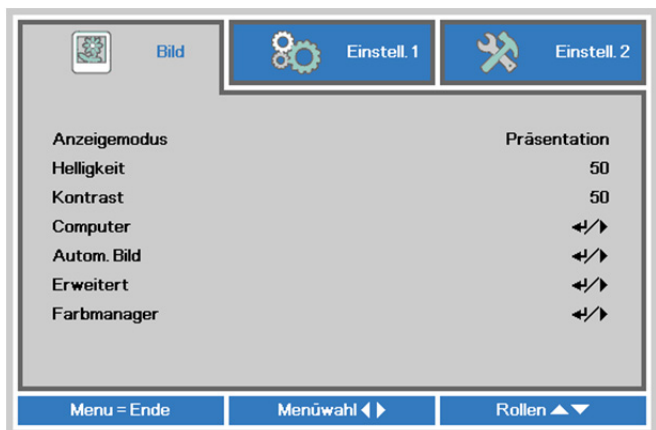 Bild Einstell. 1 Einstell. 2
Anzeigemodus Präsentation
Helligkeit 50
Kontrast 50
Computer ↵/▶
Autom. Bild ↵/▶
Erweitert ↵/▶
Farbmanager ↵/▶
Menu = Ende Menüwahl ◀ ▶ Rollen ▲▼